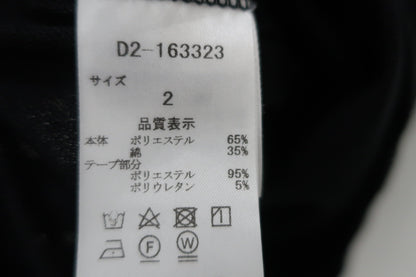 D2-163323
サイズ
2
品質表示
本体 ポリエステル 65%
綿 35%
テープ部分
ポリエステル 95%
ポリウレタン 5%
F W